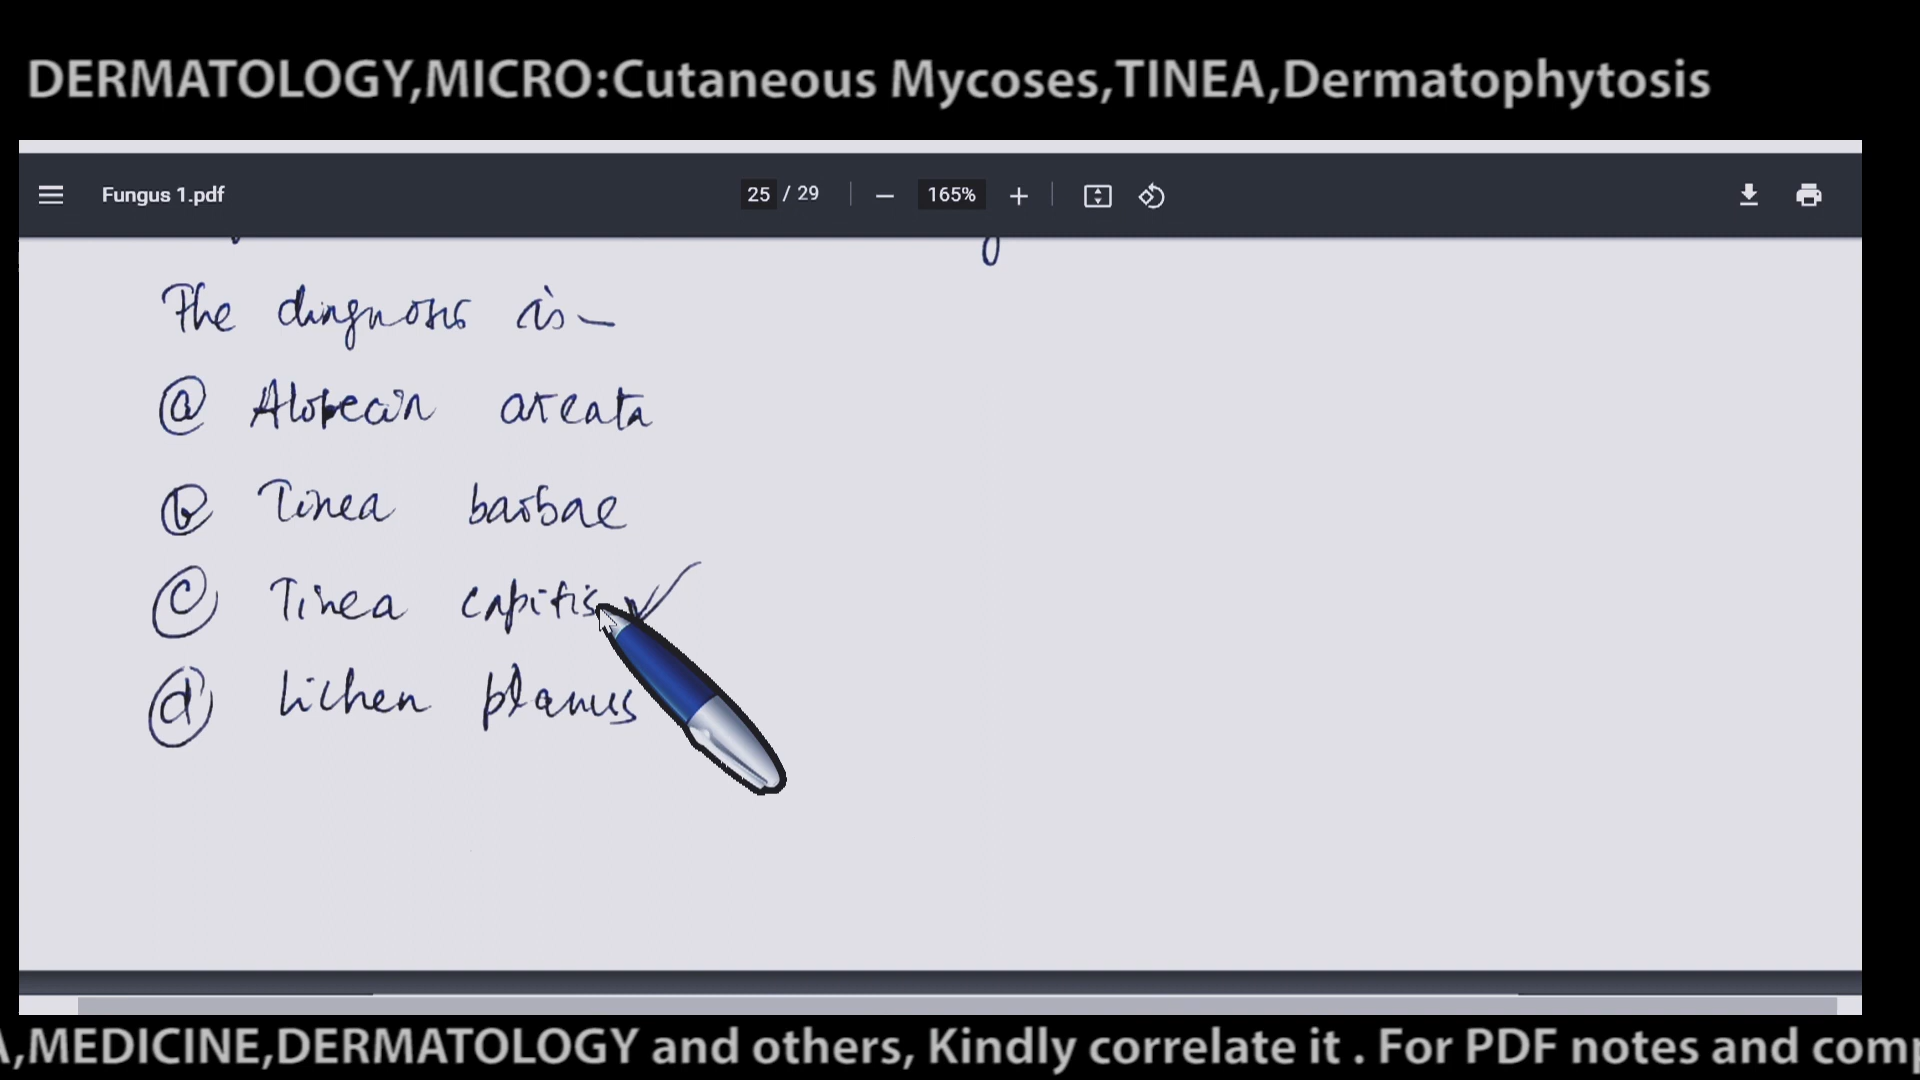 DERMATOLOGY,MICRO:Cutaneous Mycoses,TINEA,Dermatophytosis
Fungus 1.pdf
25 / 29
165%
The diagnosis is-
a Alopecia areata
b Tinea barbae
c Tinea capitis ✓
d Lichen planus
A,MEDICINE,DERMATOLOGY and others, Kindly correlate it . For PDF notes and comp